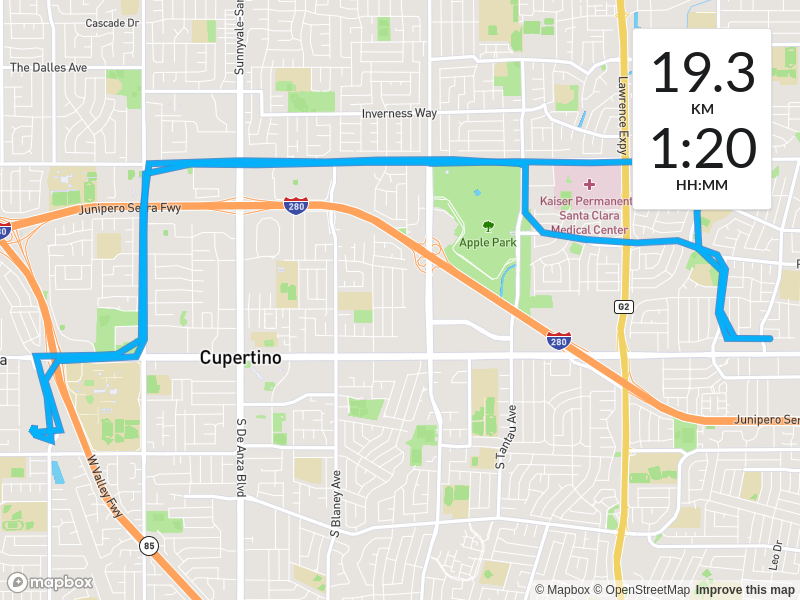 Cascade Dr
Sunnyvale-Sar
The Dalles Ave
Inverness Way
Lawrence Expy
19.3
KM
1:20
HH:MM
Junipero Serra Fwy
280
280
Kaiser Permanent
Santa Clara
Medical Center
Apple Park
G2
280
Cupertino
S De Anza Blvd
S Blaney Ave
S Tantau Ave
Junipero Ser
W Valley Fwy
85
Leo Dr
mapbox
© Mapbox © OpenStreetMap Improve this map